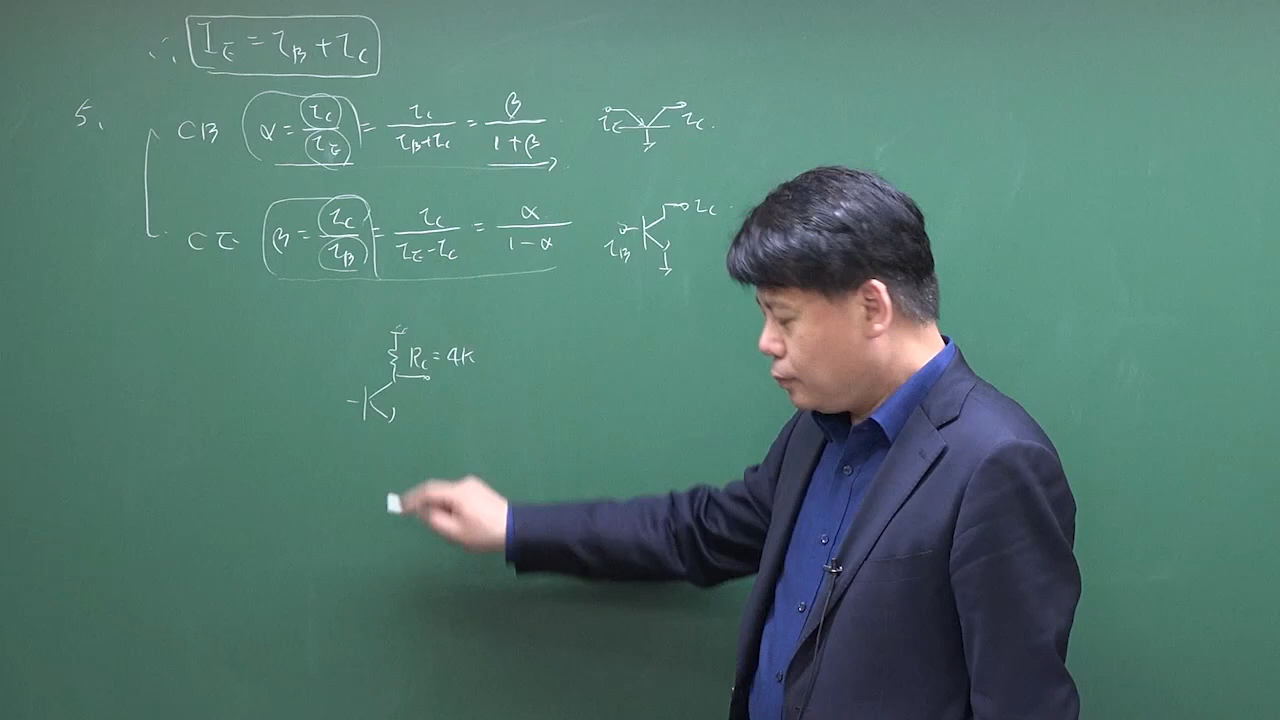 ∴ I_E = I_B + I_C
5. CB α = I_C/I_E = I_C/(I_B+I_C) = β/(1+β) I_E I_C
CE β = I_C/I_B = I_C/(I_E-I_C) = α/(1-α) I_B I_C
R_C = 4K